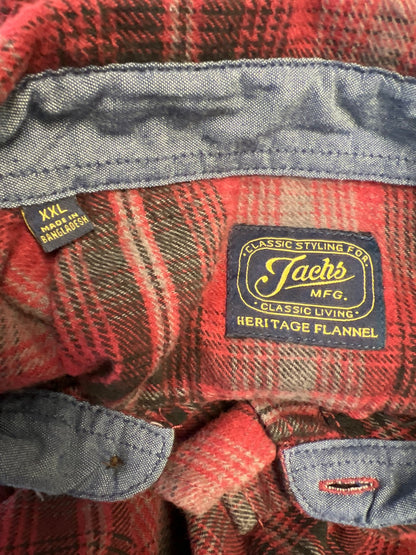 XXL
MADE IN
BANGLADESH
CLASSIC STYLING FOR
Jachs
MFG.
CLASSIC LIVING
HERITAGE FLANNEL